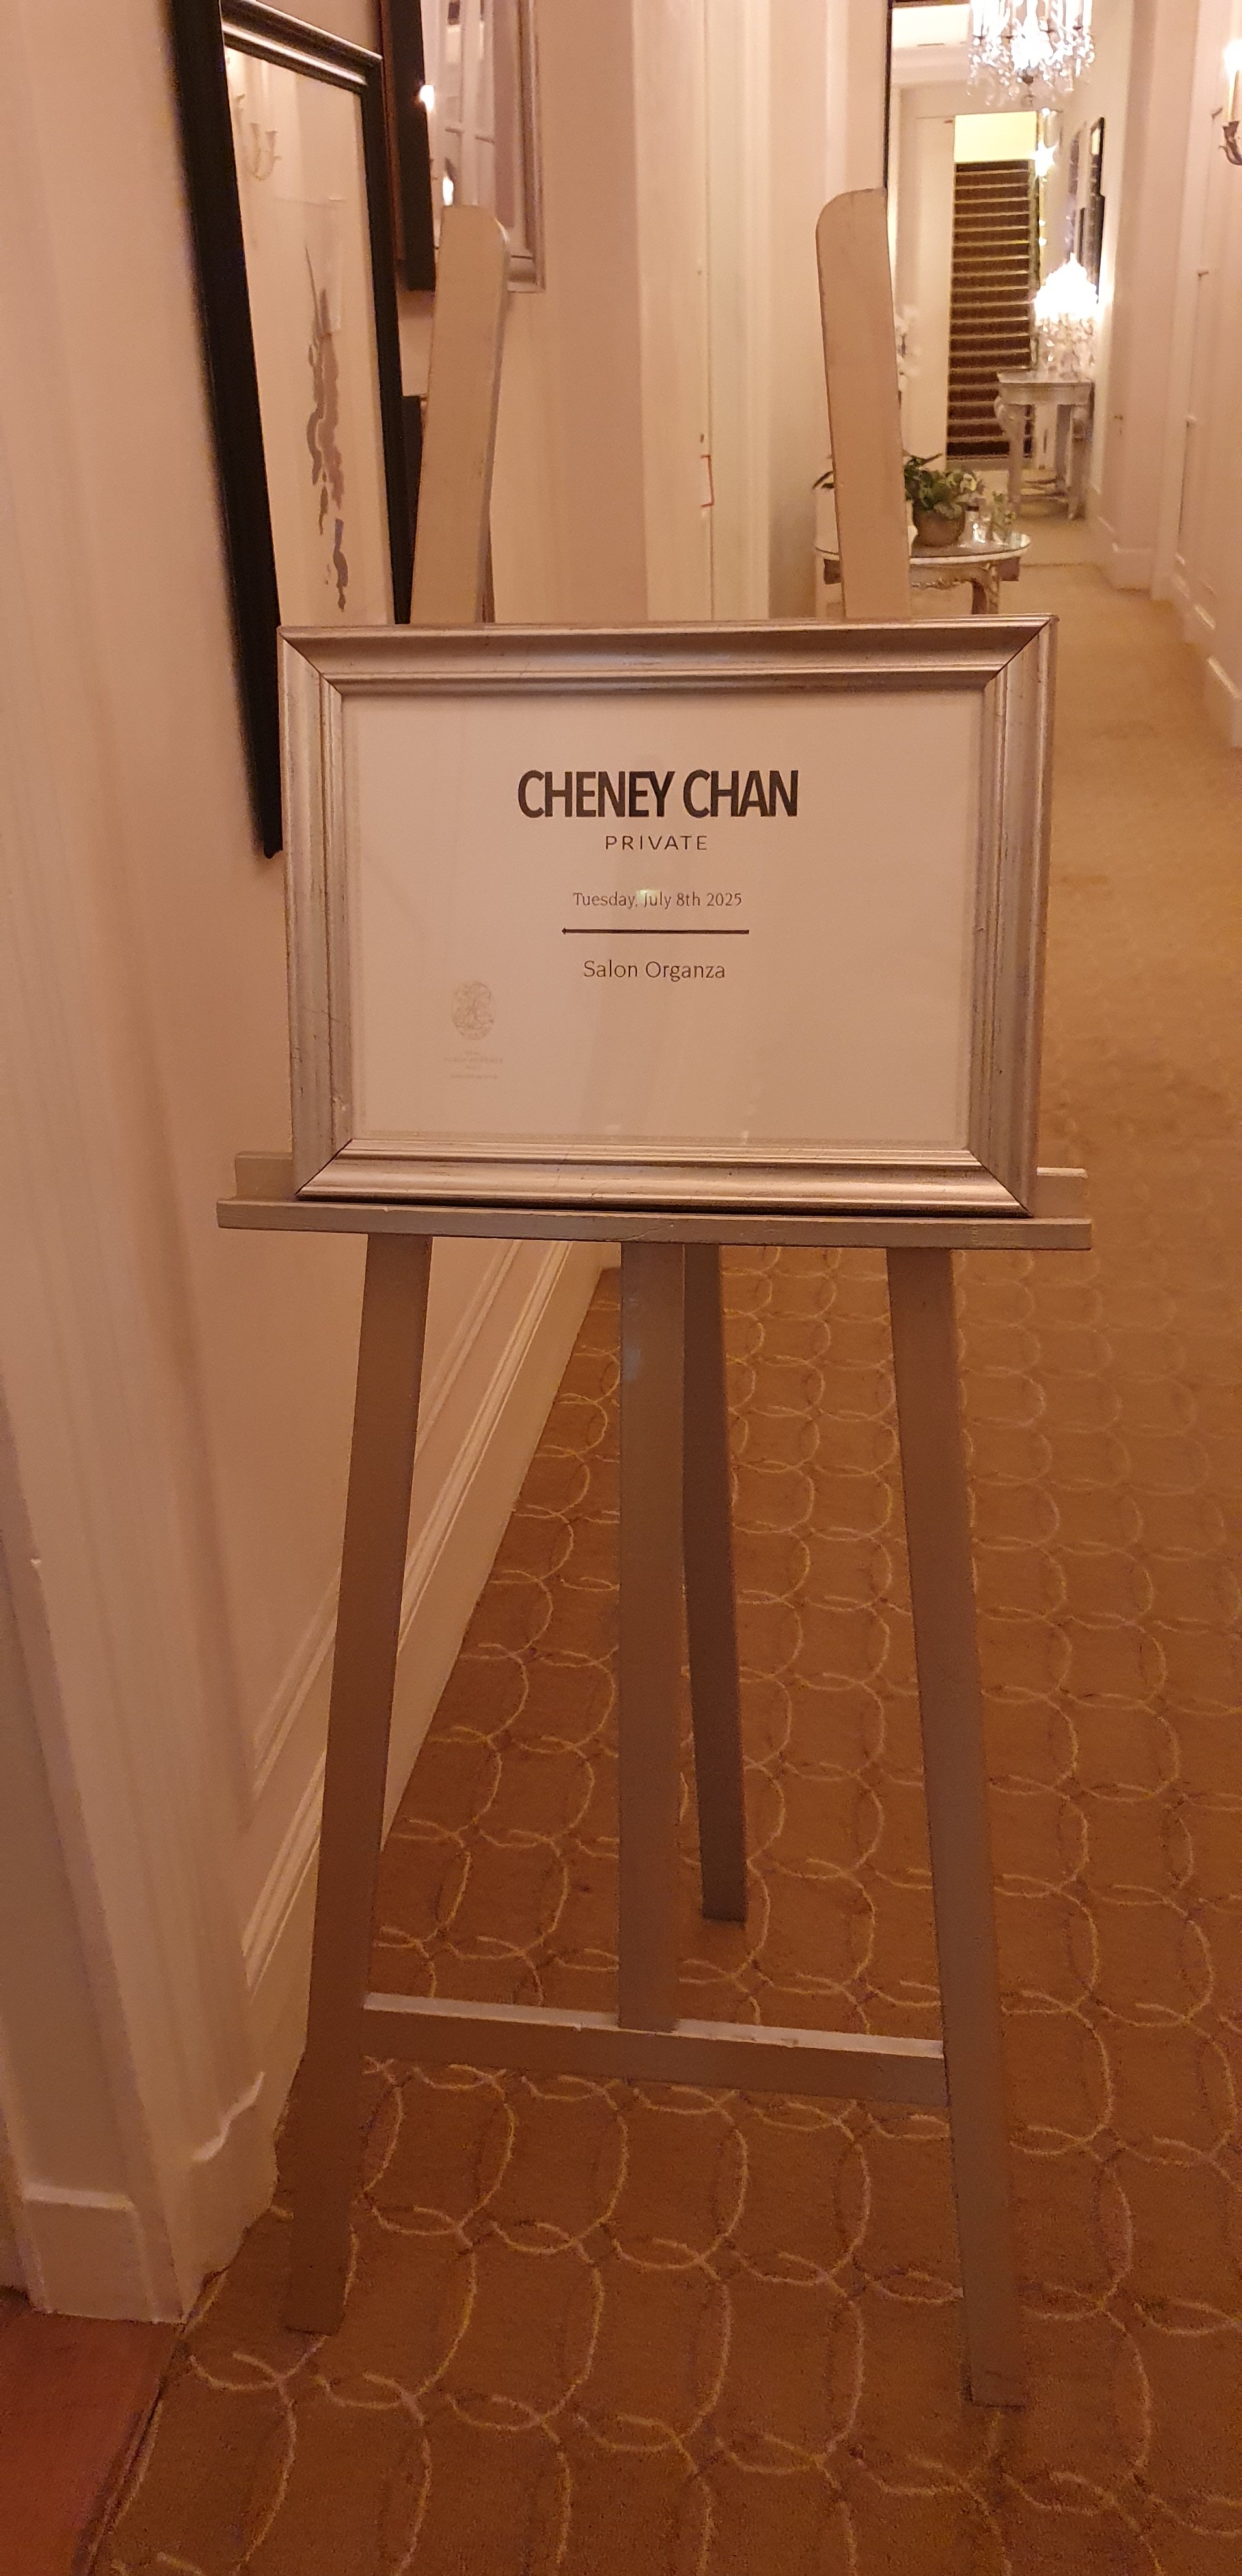 CHENEY CHAN
PRIVATE
Tuesday, July 8th 2025
Salon Organza